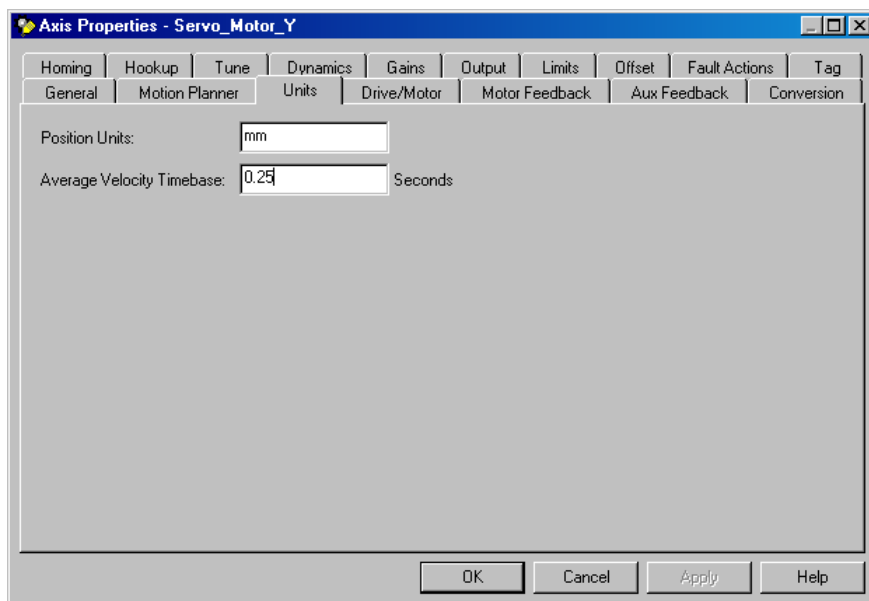 Axis Properties - Servo_Motor_Y
Homing Hookup Tune Dynamics Gains Output Limits Offset Fault Actions Tag
General Motion Planner Units Drive/Motor Motor Feedback Aux Feedback Conversion
Position Units: mm
Average Velocity Timebase: 0.25 Seconds
OK Cancel Apply Help